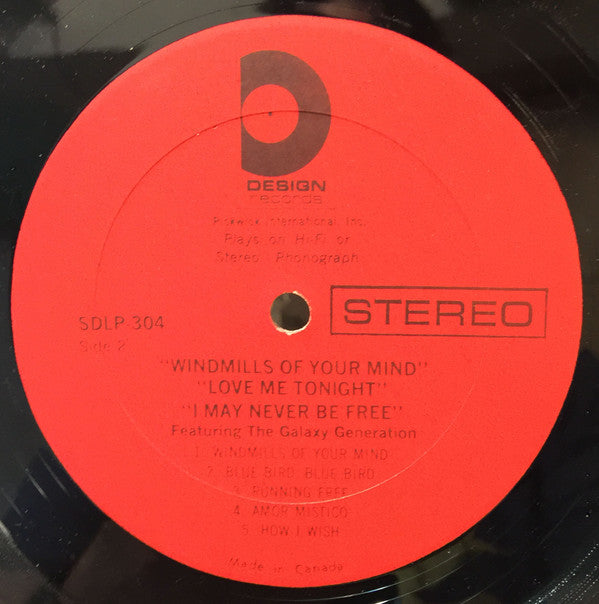 DESIGN
records
Pickwick International, Inc.
Plays on Hi-Fi or
Stereo Phonograph
STEREO
SDLP-304
Side 2
"WINDMILLS OF YOUR MIND"
"LOVE ME TONIGHT"
"I MAY NEVER BE FREE"
Featuring The Galaxy Generation
1. WINDMILLS OF YOUR MIND
2. BLUE BIRD, BLUE BIRD
3. RUNNING FREE
4. AMOR MISTICO
5. HOW I WISH
Made in Canada